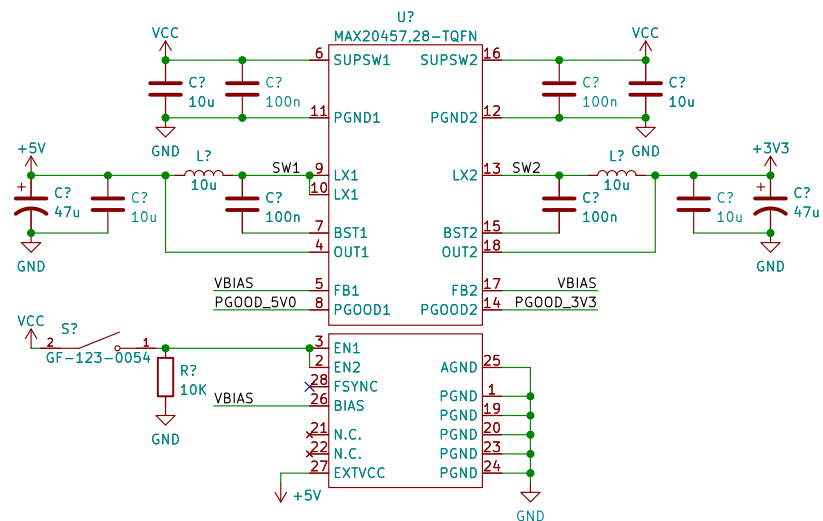 U?
MAX20457,28-TQFN
VCC
6 SUPSW1
SUPSW2 16
VCC
C?
10u
C?
100n
C?
100n
C?
10u
11 PGND1
PGND2 12
GND
GND
+5V
L?
10u
SW1
9 LX1
10 LX1
LX2 13
SW2
L?
10u
+3V3
+
C?
47u
C?
10u
C?
100n
C?
100n
C?
10u
+
C?
47u
7 BST1
BST2 15
4 OUT1
OUT2 18
GND
GND
VBIAS
5 FB1
FB2 17
VBIAS
PGOOD_5V0
8 PGOOD1
PGOOD2 14
PGOOD_3V3
VCC
S?
2 1
GF-123-0054
3 EN1
2 EN2
28 FSYNC
26 BIAS
21 N.C.
22 N.C.
27 EXTVCC
AGND 25
PGND 1
PGND 19
PGND 20
PGND 23
PGND 24
R?
10K
VBIAS
GND
+5V
GND